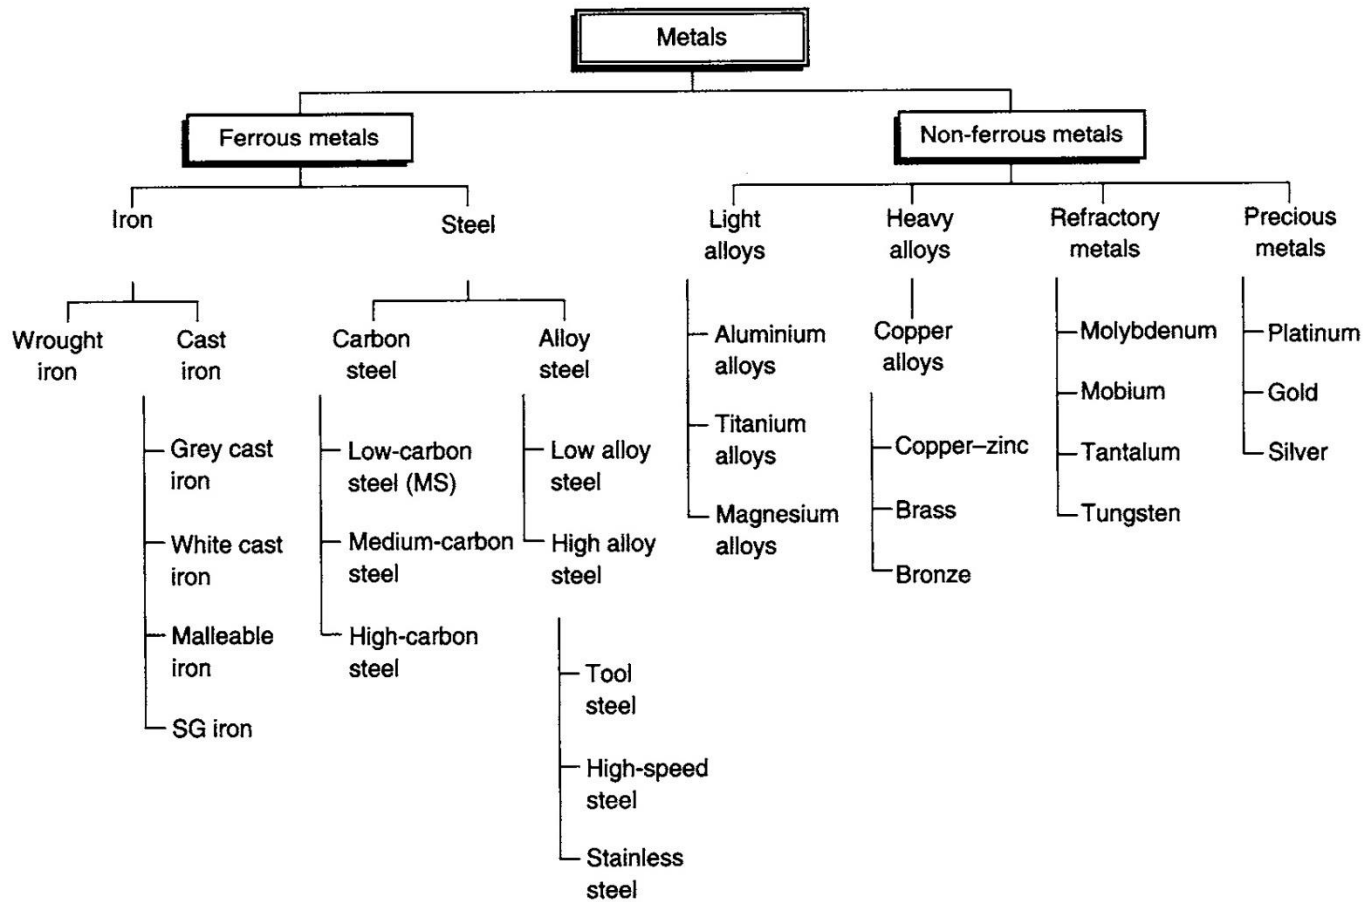 Metals
Ferrous metals
Non-ferrous metals
Iron
Steel
Light
alloys
Heavy
alloys
Refractory
metals
Precious
metals
Wrought
iron
Cast
iron
Carbon
steel
Alloy
steel
Grey cast
iron
White cast
iron
Malleable
iron
SG iron
Low-carbon
steel (MS)
Medium-carbon
steel
High-carbon
steel
Low alloy
steel
High alloy
steel
Tool
steel
High-speed
steel
Stainless
steel
Aluminium
alloys
Titanium
alloys
Magnesium
alloys
Copper
alloys
Copper–zinc
Brass
Bronze
Molybdenum
Mobium
Tantalum
Tungsten
Platinum
Gold
Silver